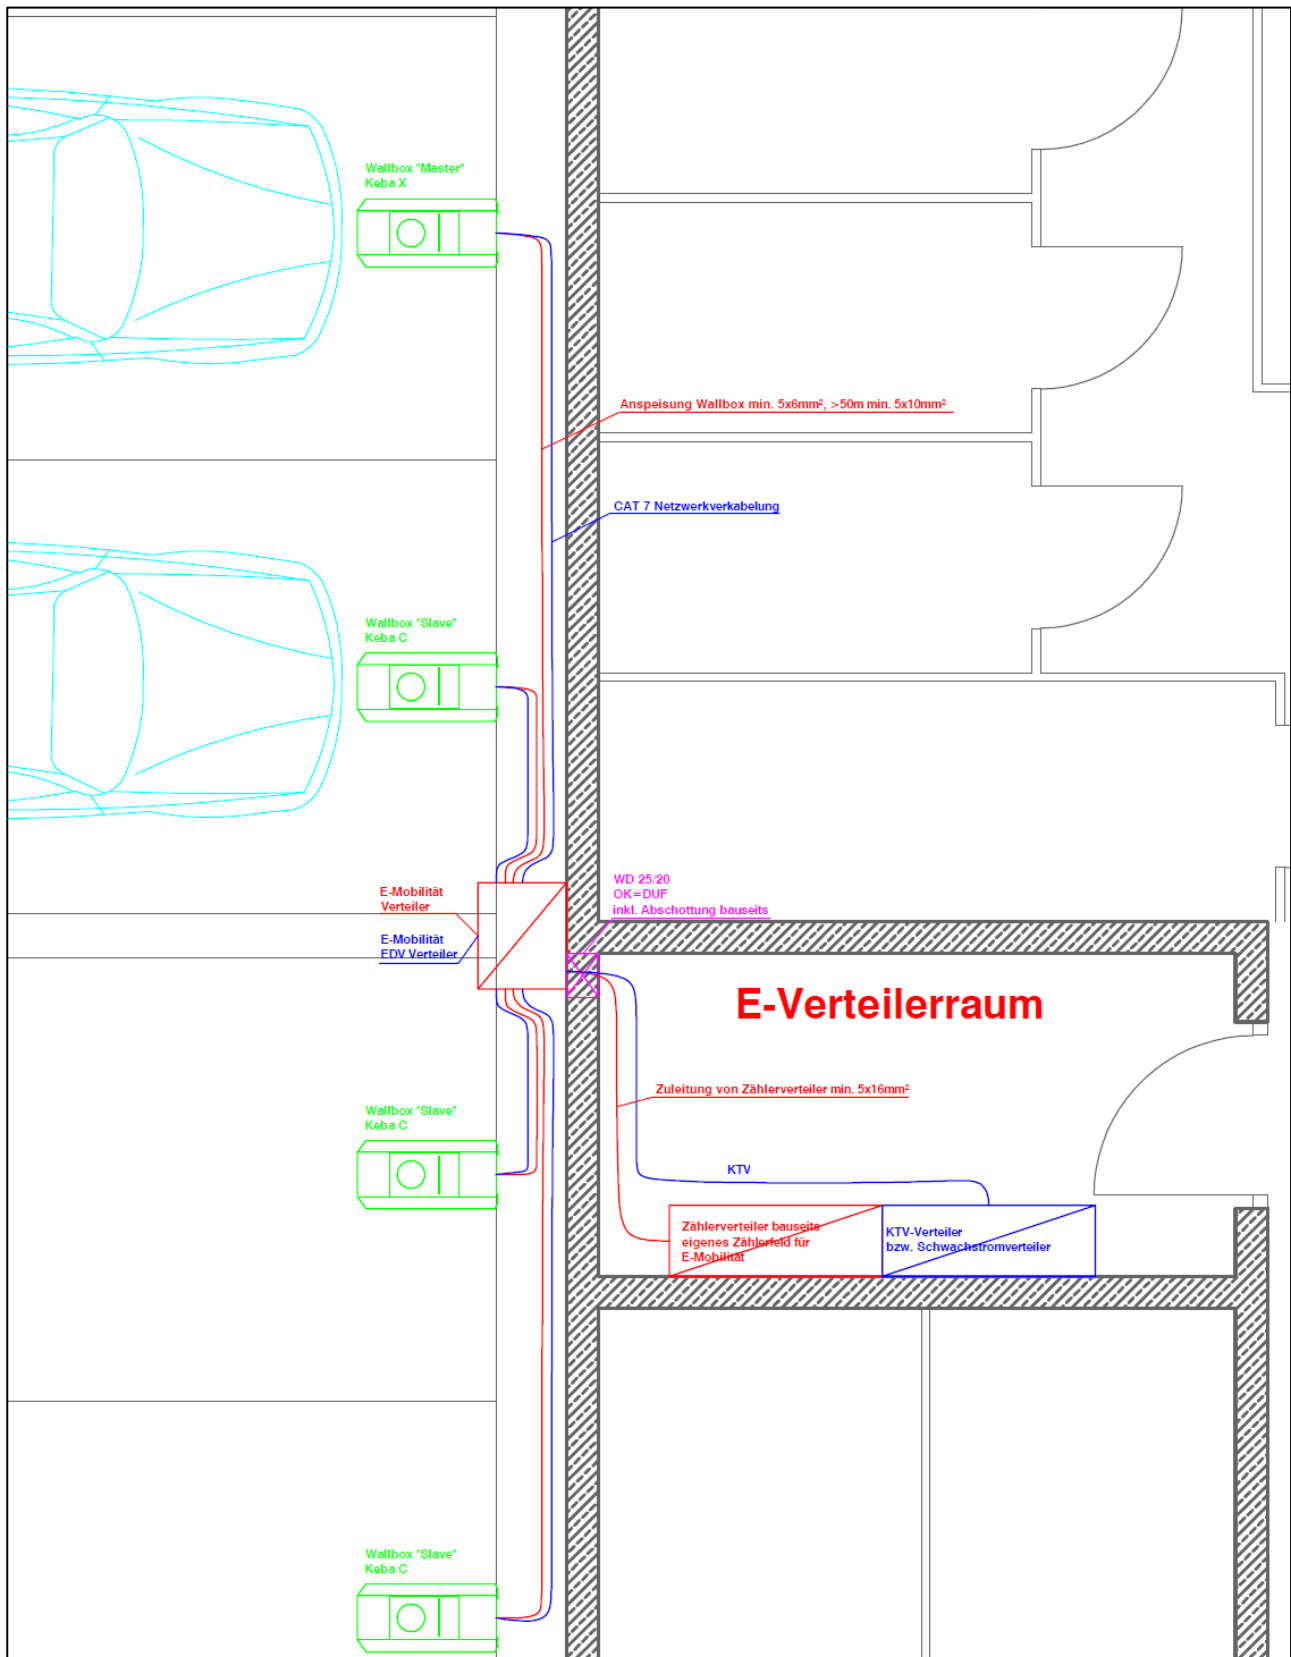 Wallbox "Master"
Keba X
Anspeisung Wallbox min. 5x6mm², >50m min. 5x10mm²
CAT 7 Netzwerkverkabelung
Wallbox "Slave"
Keba C
WD 25/20
OK=DUF
inkl. Abschottung bauseits
E-Mobilität
Verteiler
E-Mobilität
EDV Verteiler
E-Verteilerraum
Zuleitung von Zählerverteiler min. 5x16mm²
Wallbox "Slave"
Keba C
KTV
Zählerverteiler bauseits
eigenes Zählerfeld für
E-Mobilität
KTV-Verteiler
bzw. Schwachstromverteiler
Wallbox "Slave"
Keba C